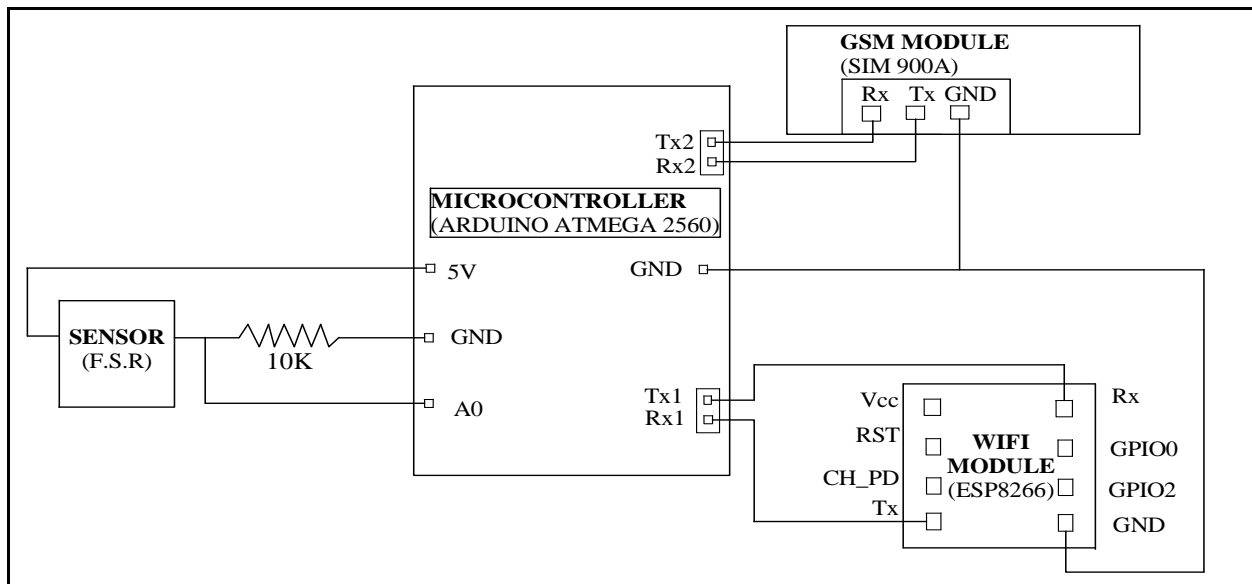 GSM MODULE
(SIM 900A)
Rx Tx GND
Tx2
Rx2
MICROCONTROLLER
(ARDUINO ATMEGA 2560)
5V
GND
GND
A0
SENSOR
(F.S.R)
10K
Tx1
Rx1
Vcc
RST
CH_PD
Tx
WIFI
MODULE
(ESP8266)
Rx
GPIO0
GPIO2
GND